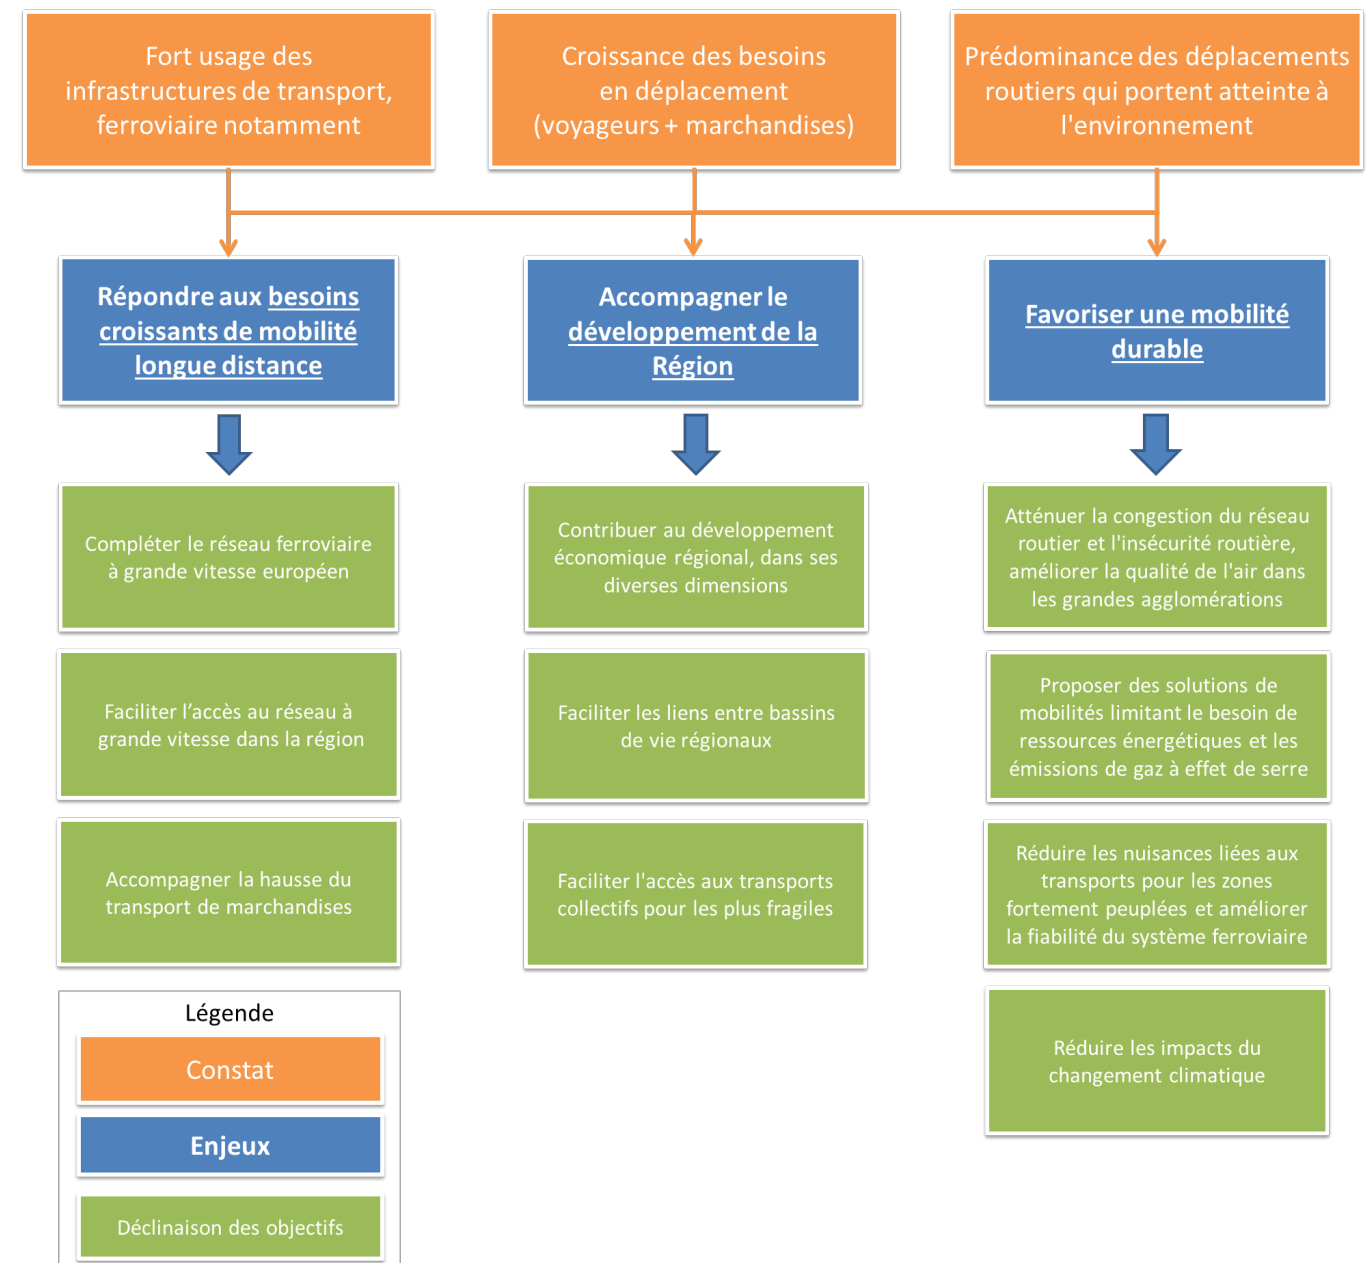 Fort usage des
infrastructures de transport,
ferroviaire notamment
Croissance des besoins
en déplacement
(voyageurs + marchandises)
Prédominance des déplacements
routiers qui portent atteinte à
l'environnement
Répondre aux besoins
croissants de mobilité
longue distance
Accompagner le
développement de la
Région
Favoriser une mobilité
durable
Compléter le réseau ferroviaire
à grande vitesse européen
Contribuer au développement
économique régional, dans ses
diverses dimensions
Atténuer la congestion du réseau
routier et l'insécurité routière,
améliorer la qualité de l'air dans
les grandes agglomérations
Faciliter l’accès au réseau à
grande vitesse dans la région
Faciliter les liens entre bassins
de vie régionaux
Proposer des solutions de
mobilités limitant le besoin de
ressources énergétiques et les
émissions de gaz à effet de serre
Accompagner la hausse du
transport de marchandises
Faciliter l'accès aux transports
collectifs pour les plus fragiles
Réduire les nuisances liées aux
transports pour les zones
fortement peuplées et améliorer
la fiabilité du système ferroviaire
Réduire les impacts du
changement climatique
Légende
Constat
Enjeux
Déclinaison des objectifs